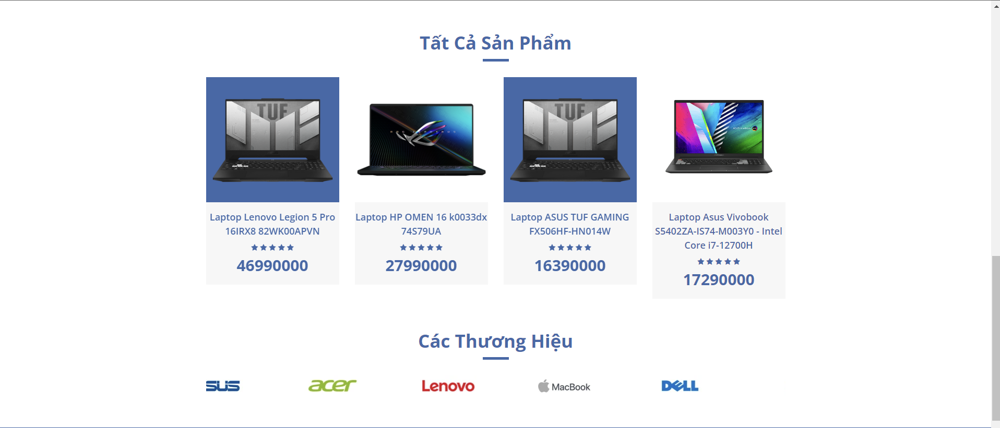 Tất Cả Sản Phẩm
TUF
TUF
ASUS Vivobook
Laptop Lenovo Legion 5 Pro
16IRX8 82WK00APVN
46990000
Laptop HP OMEN 16 k0033dx
74S79UA
27990000
Laptop ASUS TUF GAMING
FX506HF-HN014W
16390000
Laptop Asus Vivobook
S5402ZA-IS74-M003Y0 - Intel
Core i7-12700H
17290000
Các Thương Hiệu
SUS
acer
Lenovo
MacBook
DELL